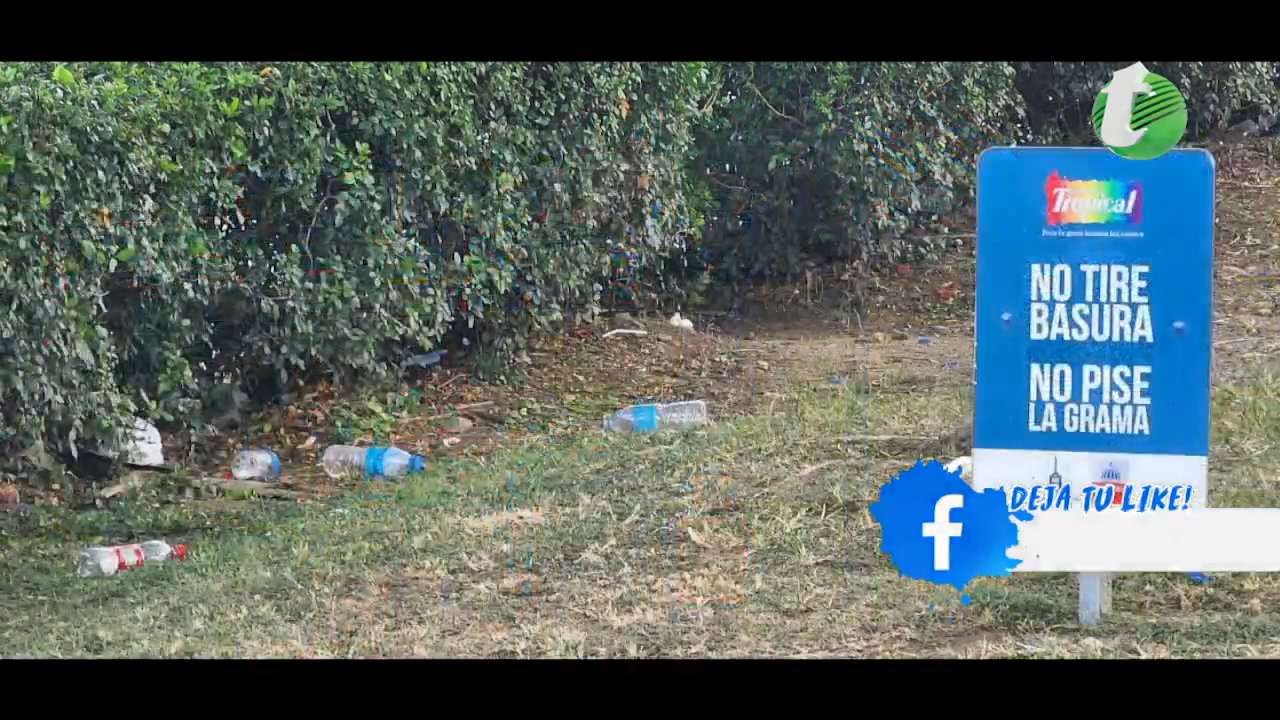 t
Tropical
NO TIRE
BASURA
NO PISE
LA GRAMA
f
¡DEJA TU LIKE!